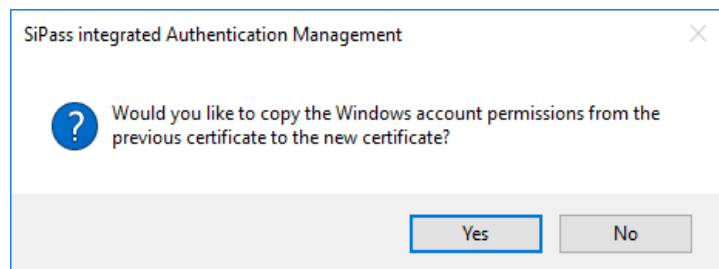 SiPass integrated Authentication Management
Would you like to copy the Windows account permissions from the
previous certificate to the new certificate?
Yes
No